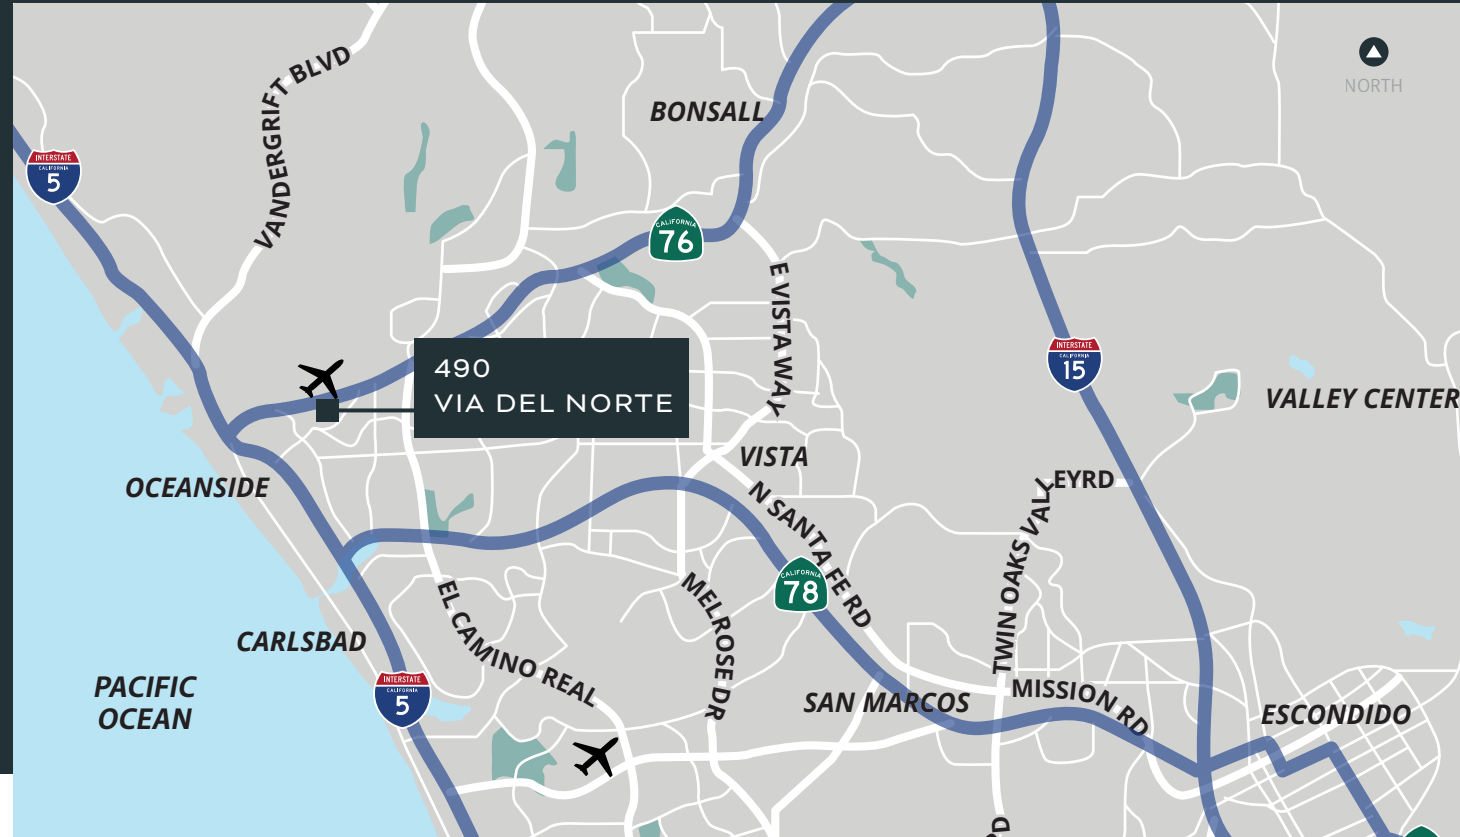 NORTH
VANDERGRIFT BLVD
BONSALL
INTERSTATE
CALIFORNIA
5
CALIFORNIA
76
E VISTA WAY
INTERSTATE
CALIFORNIA
15
490
VIA DEL NORTE
VALLEY CENTER
VISTA
OCEANSIDE
TWIN OAKS VALLEYRD
N SANTA FE RD
CALIFORNIA
78
EL CAMINO REAL
MELROSE DR
CARLSBAD
PACIFIC
OCEAN
INTERSTATE
CALIFORNIA
5
SAN MARCOS
MISSION RD
ESCONDIDO